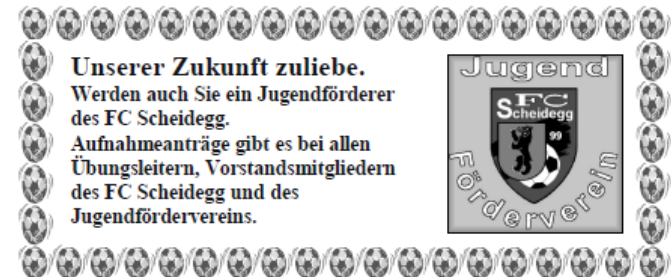 Unserer Zukunft zuliebe.
Werden auch Sie ein Jugendförderer
des FC Scheidegg.
Aufnahmeanträge gibt es bei allen
Übungsleitern, Vorstandsmitgliedern
des FC Scheidegg und des
Jugendfördervereins.
Jugend
FC
Scheidegg
99
Förderverein